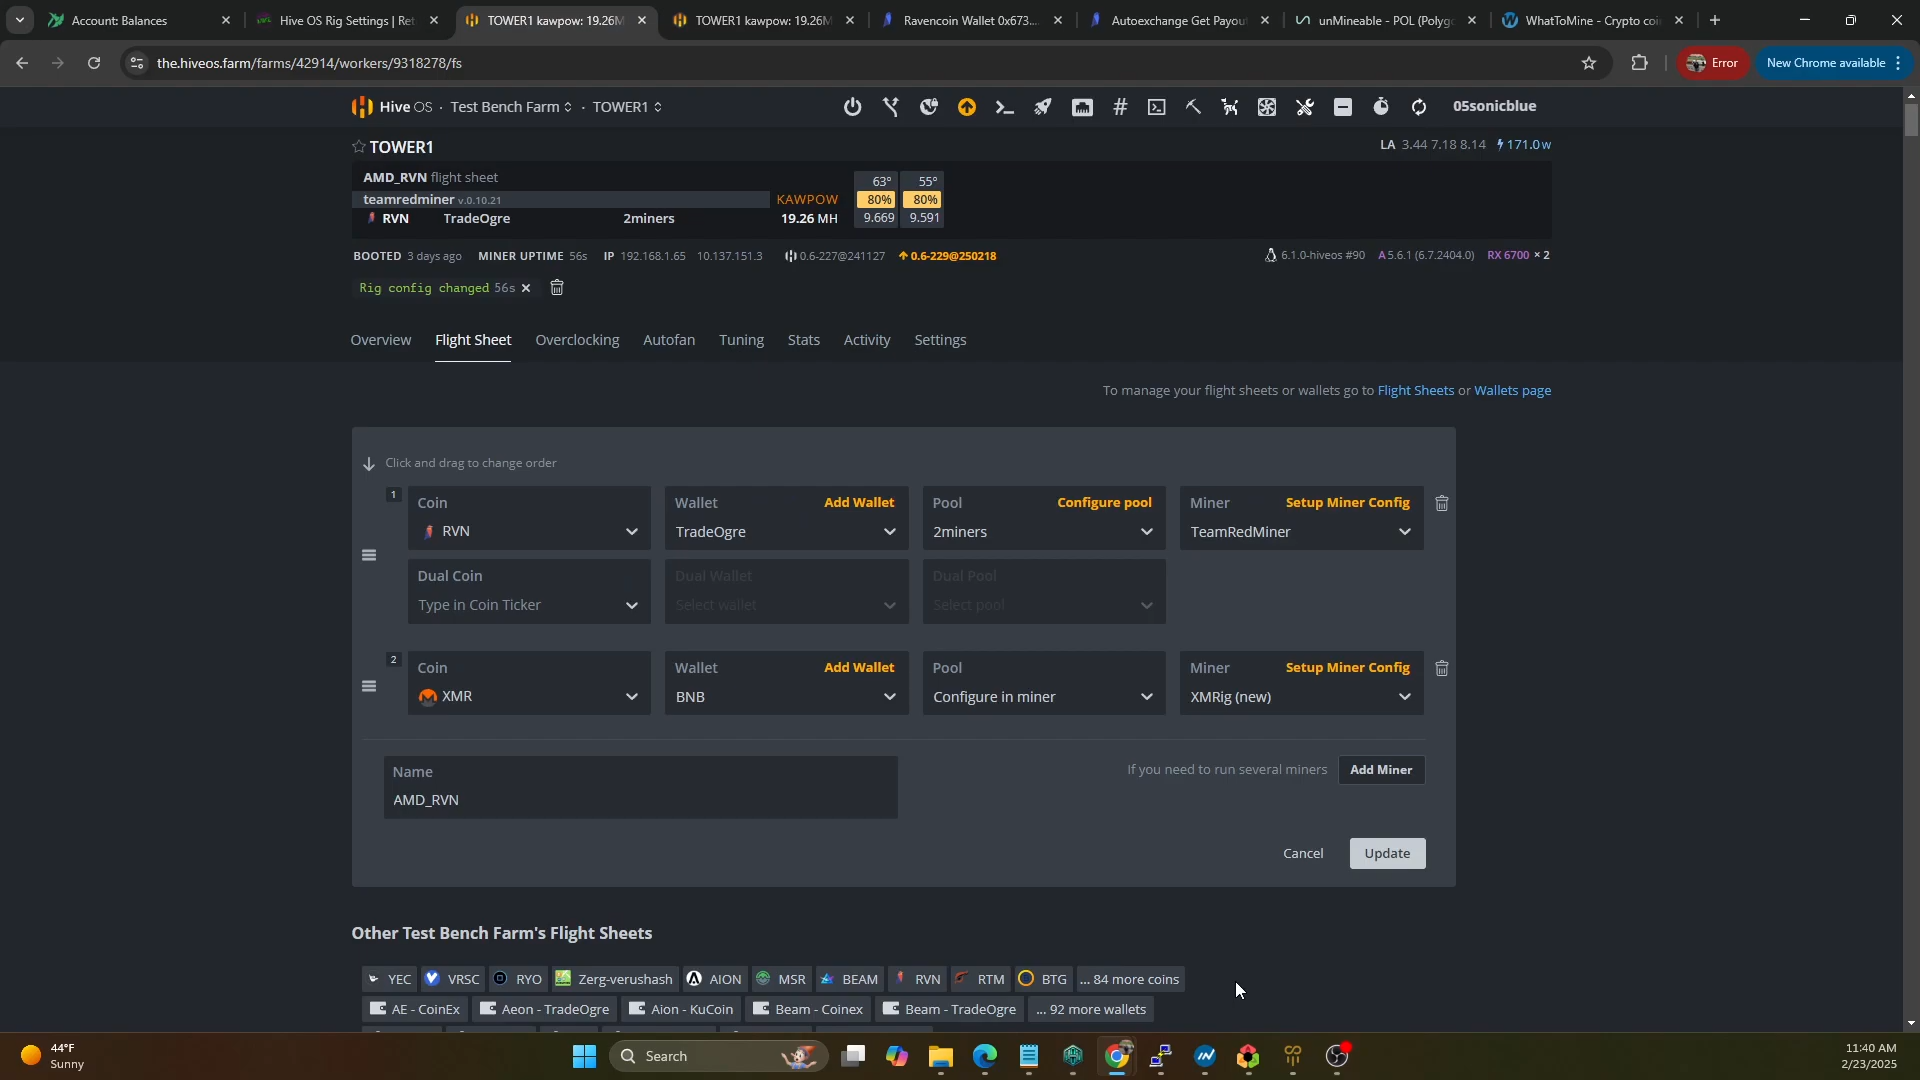 Account: Balances
Hive OS Rig Settings | Ret
TOWER1 kawpow: 19.26M
TOWER1 kawpow: 19.26M
Ravencoin Wallet 0x673...
Autoexchange Get Payou
unMineable - POL (Polyg
WhatToMine - Crypto coi
the.hiveos.farm/farms/42914/workers/9318278/fs
Error
New Chrome available
Hive OS · Test Bench Farm · TOWER1
05sonicblue
TOWER1
LA 3.44 7.18 8.14 171.0 w
AMD_RVN flight sheet
63° 55°
teamredminer v.0.10.21 KAWPOW 80% 80%
RVN TradeOgre 2miners 19.26 MH 9.669 9.591
BOOTED 3 days ago MINER UPTIME 56s IP 192.168.1.65 10.137.151.3 0.6-227@241127 0.6-229@250218
6.1.0-hiveos #90 A 5.6.1 (6.7.2404.0) RX 6700 × 2
Rig config changed 56s
Overview Flight Sheet Overclocking Autofan Tuning Stats Activity Settings
To manage your flight sheets or wallets go to Flight Sheets or Wallets page
Click and drag to change order
1 Coin Wallet Add Wallet Pool Configure pool Miner Setup Miner Config
RVN TradeOgre 2miners TeamRedMiner
Dual Coin Dual Wallet Dual Pool
Type in Coin Ticker Select wallet Select pool
2 Coin Wallet Add Wallet Pool Miner Setup Miner Config
XMR BNB Configure in miner XMRig (new)
Name
AMD_RVN
If you need to run several miners Add Miner
Cancel Update
Other Test Bench Farm's Flight Sheets
YEC VRSC RYO Zerg-verushash AION MSR BEAM RVN RTM BTG ... 84 more coins
AE - CoinEx Aeon - TradeOgre Aion - KuCoin Beam - Coinex Beam - TradeOgre ... 92 more wallets
44°F
Sunny
Search
11:40 AM
2/23/2025